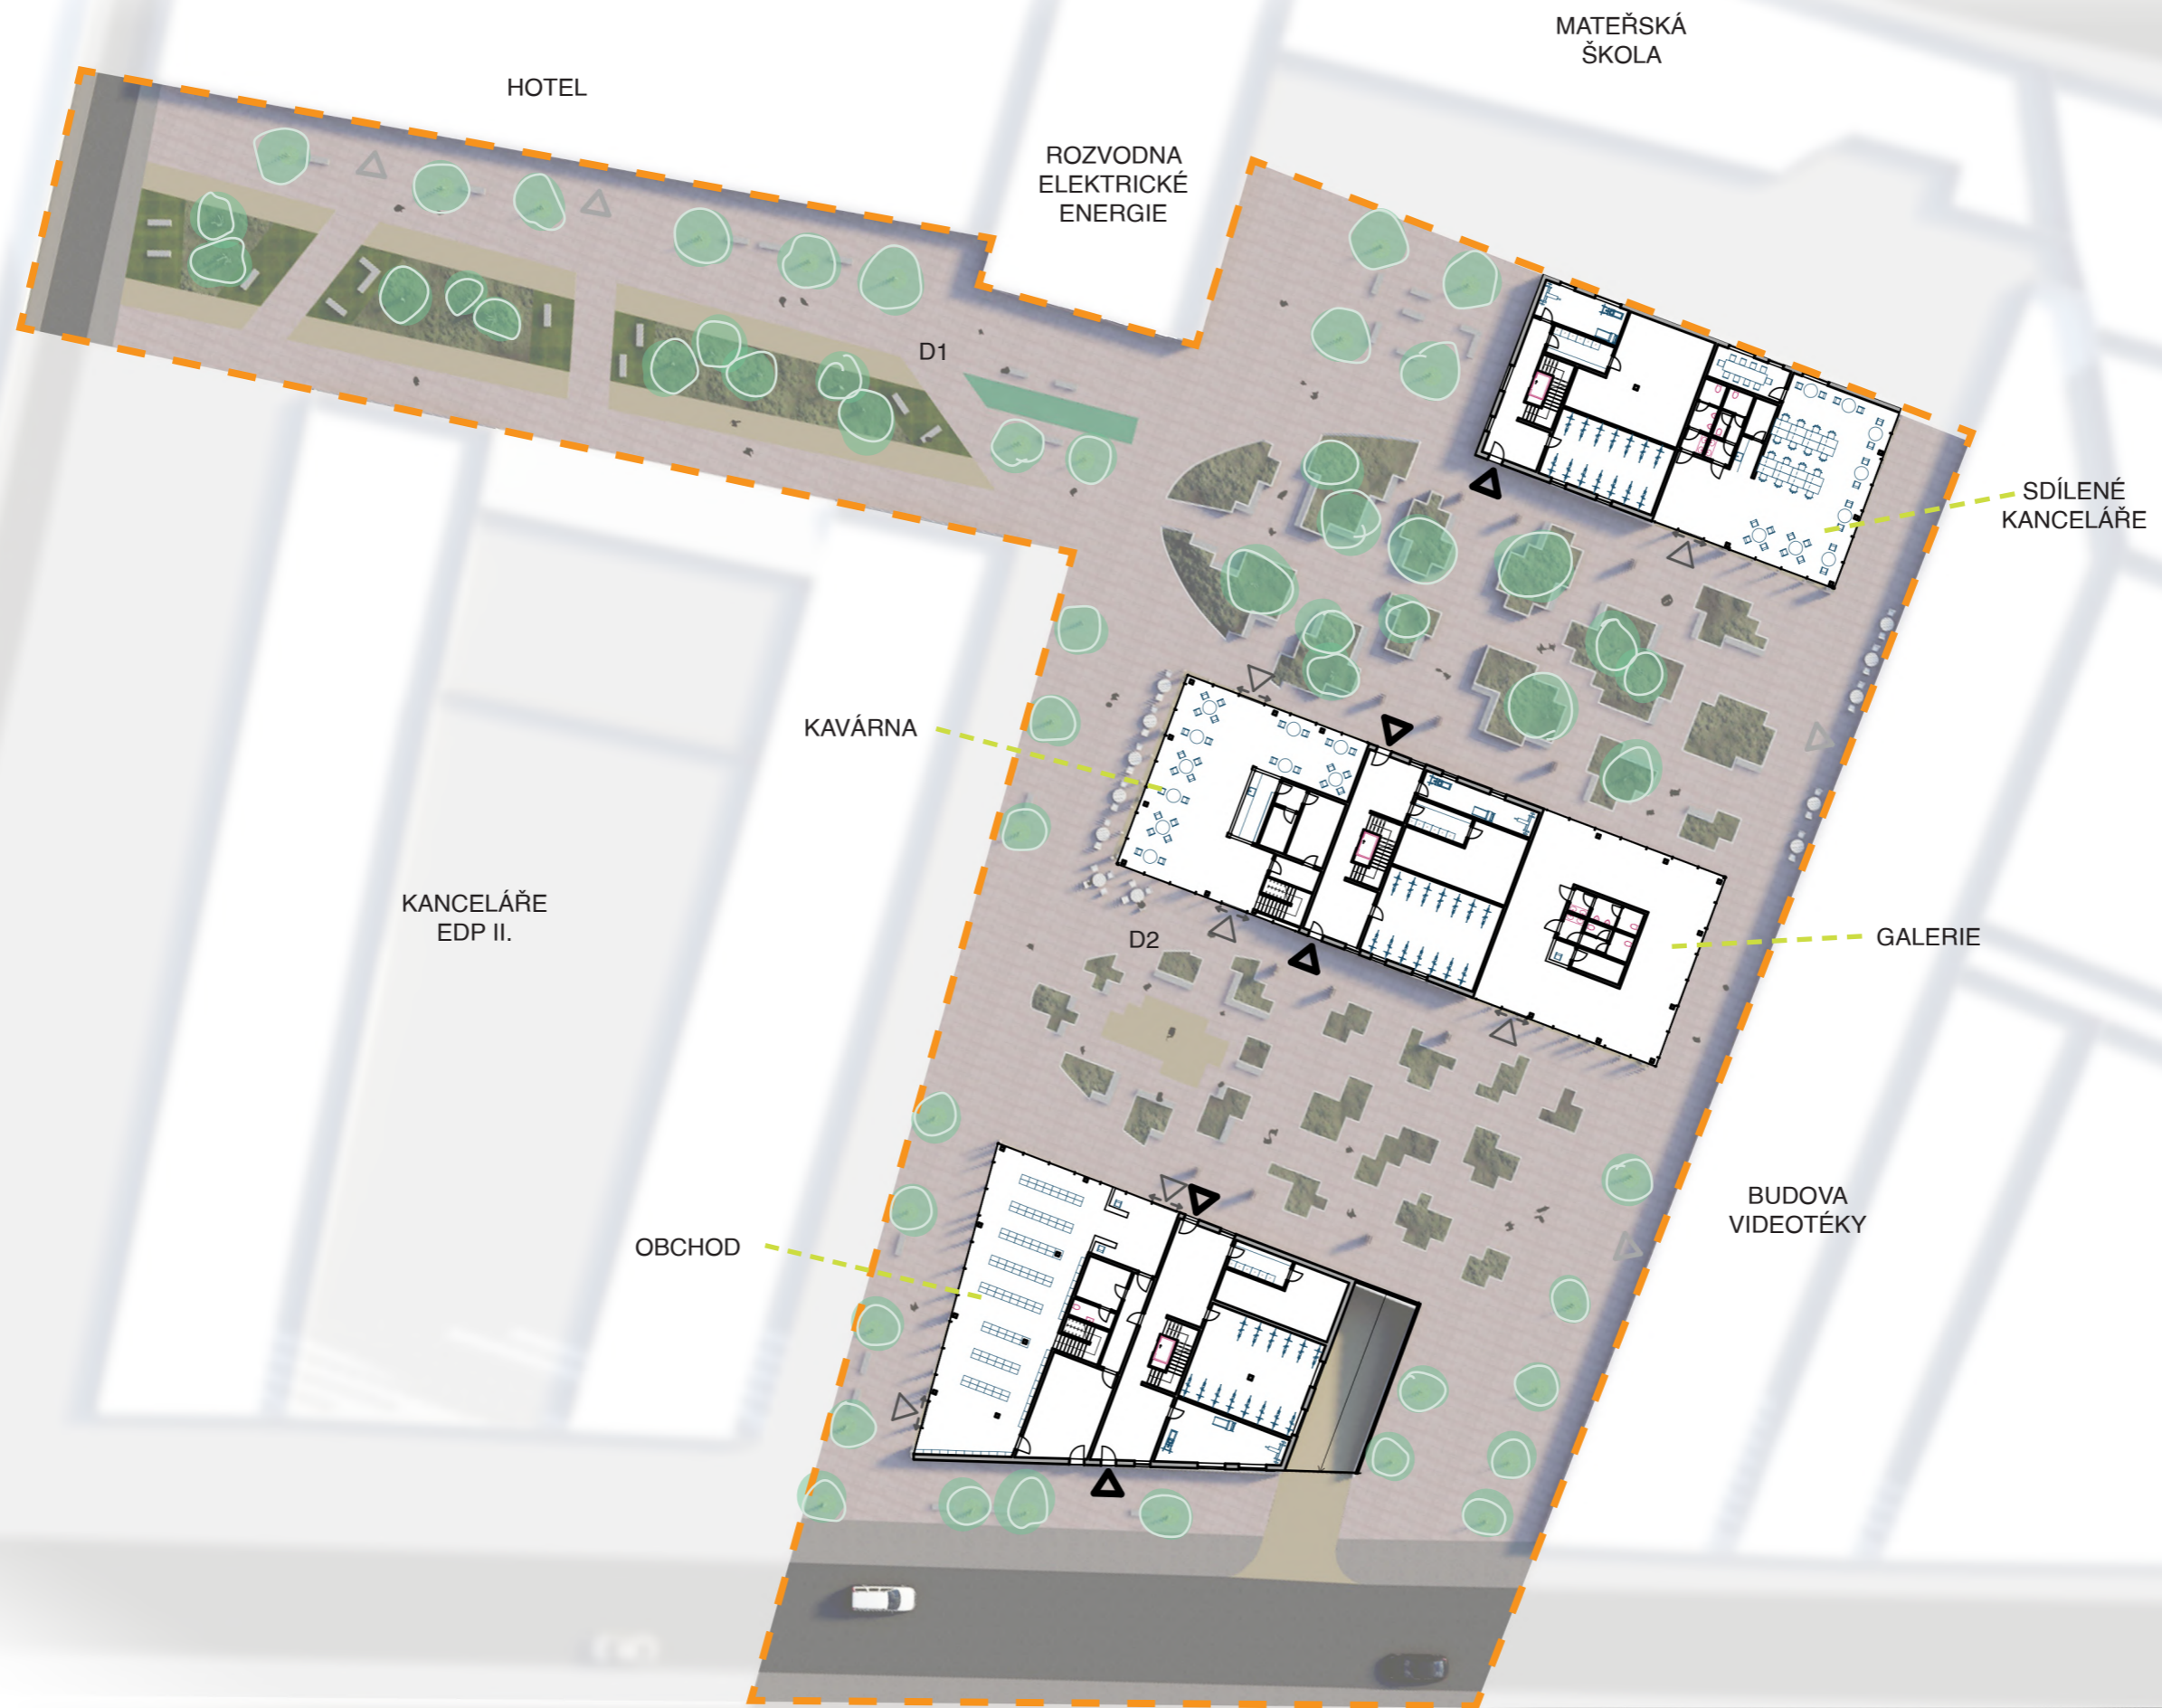 MATEŘSKÁ
ŠKOLA
HOTEL
ROZVODNA
ELEKTRICKÉ
ENERGIE
D1
SDÍLENÉ
KANCELÁŘE
KAVÁRNA
KANCELÁŘE
EDP II.
D2
GALERIE
BUDOVA
VIDEOTÉKY
OBCHOD